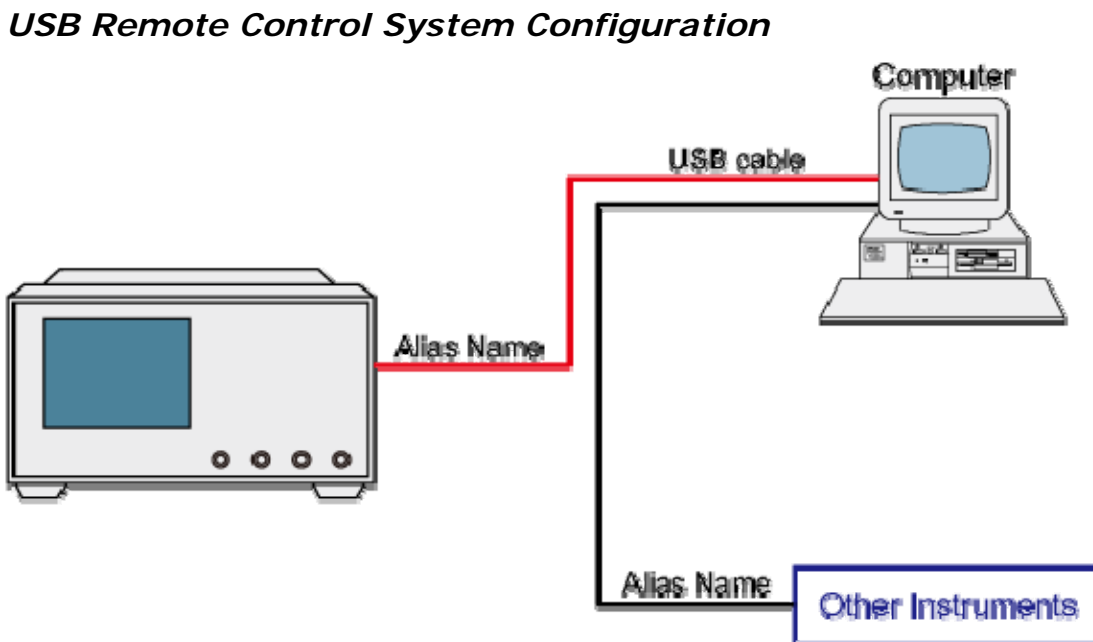 USB Remote Control System Configuration
Computer
USB cable
Alias Name
Alias Name
Other Instruments